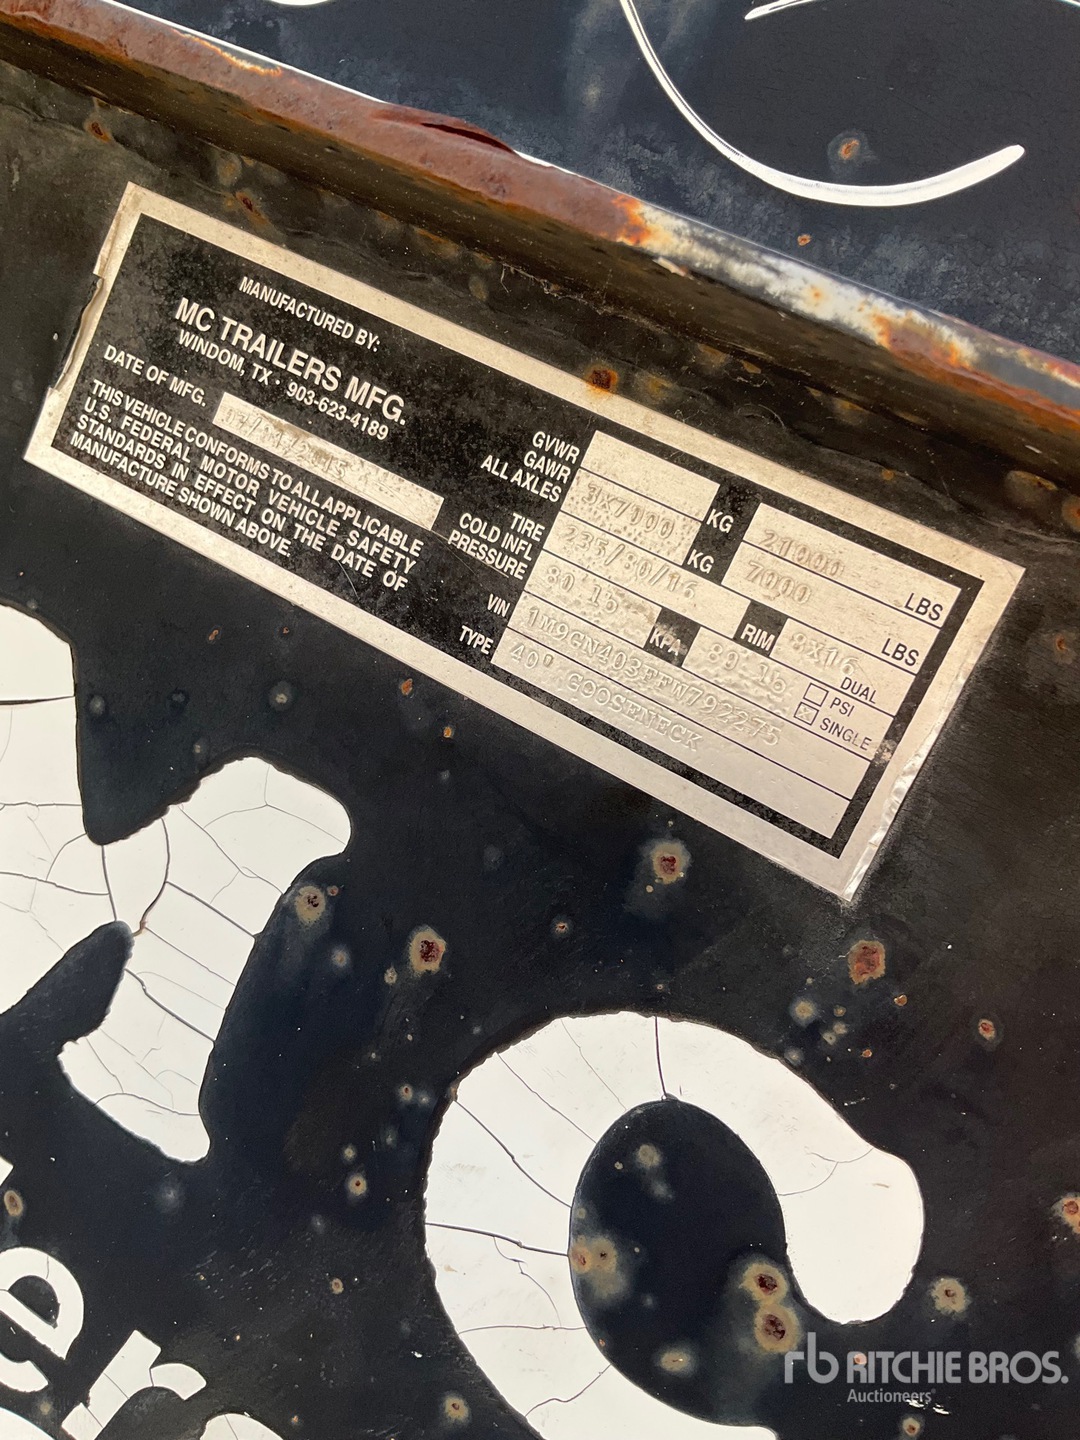 MANUFACTURED BY:
MC TRAILERS MFG.
WINDOM, TX · 903-623-4189
DATE OF MFG.
THIS VEHICLE CONFORMS TO ALL APPLICABLE
U.S. FEDERAL MOTOR VEHICLE SAFETY
STANDARDS IN EFFECT ON THE DATE OF
MANUFACTURE SHOWN ABOVE.
GVWR KG 21000 LBS
GAWR
ALL AXLES 3X7000 KG 7000 LBS
TIRE 235/80/16 RIM 8X16
COLD INFL
PRESSURE 80 lb KPA 80 lb PSI
DUAL
SINGLE
VIN 1M9GN403FFW792275
TYPE 40' GOOSENECK
er
rb RITCHIE BROS.
Auctioneers